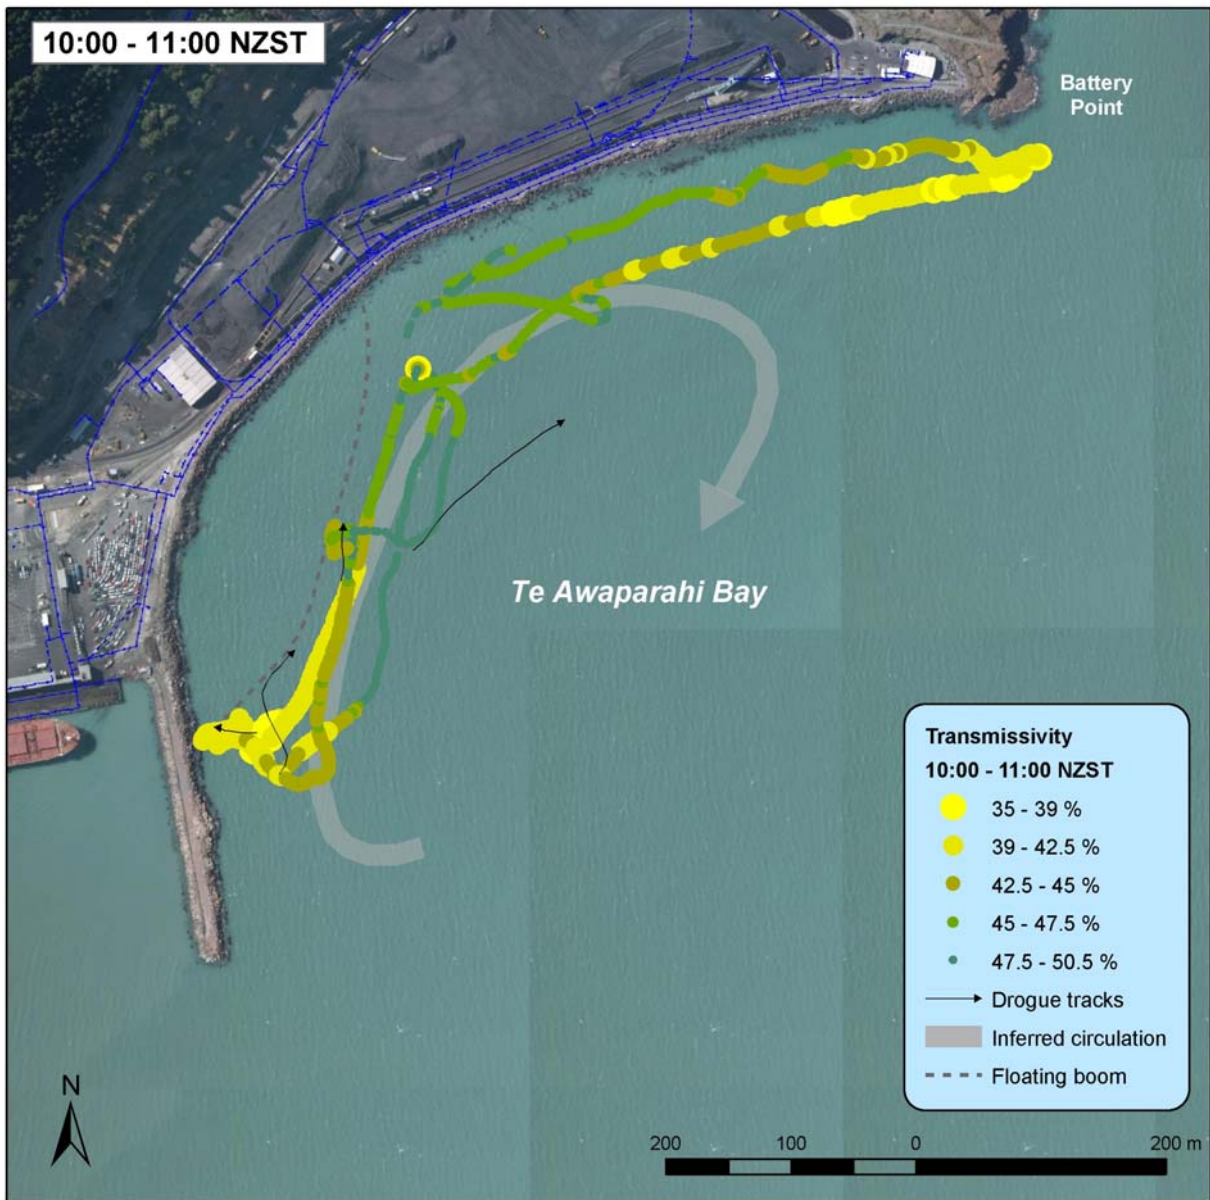 10:00 - 11:00 NZST
Battery
Point
Te Awaparahi Bay
Transmissivity
10:00 - 11:00 NZST
35 - 39 %
39 - 42.5 %
42.5 - 45 %
45 - 47.5 %
47.5 - 50.5 %
Drogue tracks
Inferred circulation
Floating boom
N
200 100 0 200 m